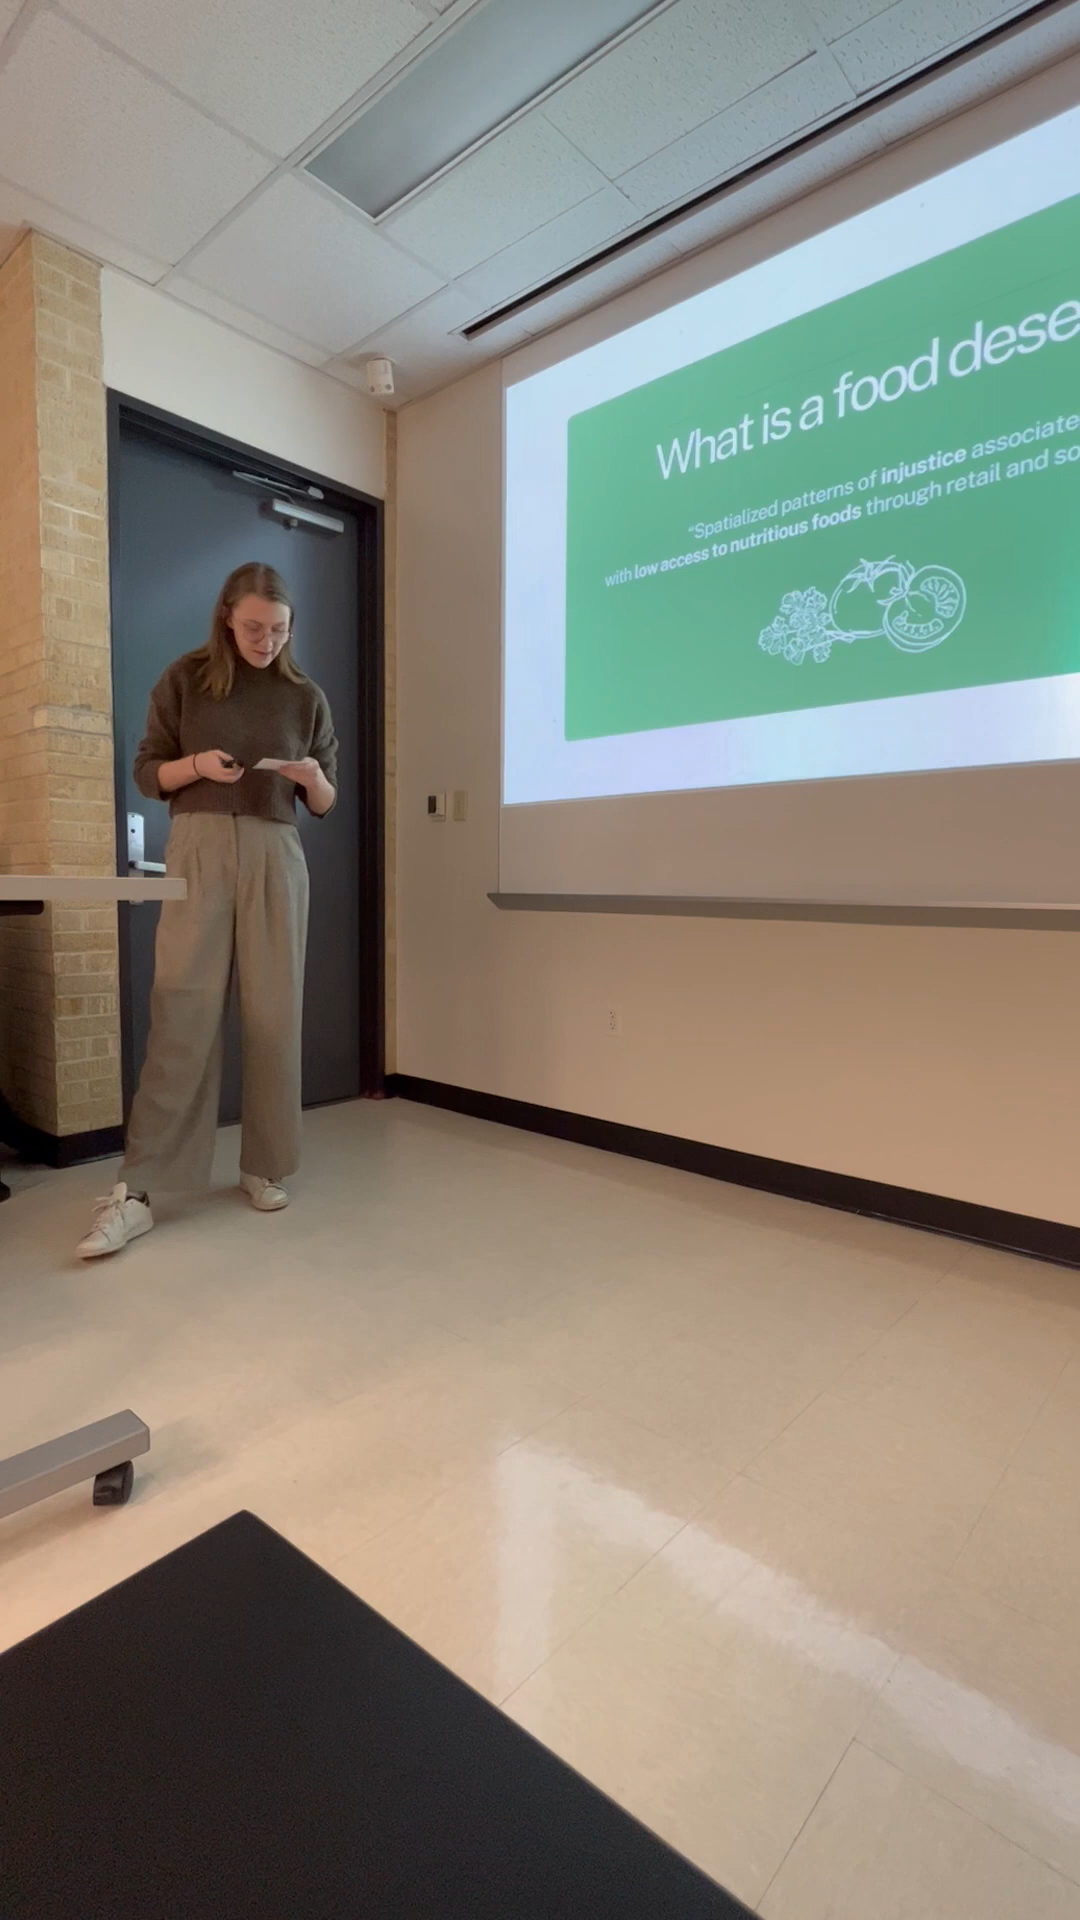 What is a food dese
“Spatialized patterns of injustice associate
with low access to nutritious foods through retail and so